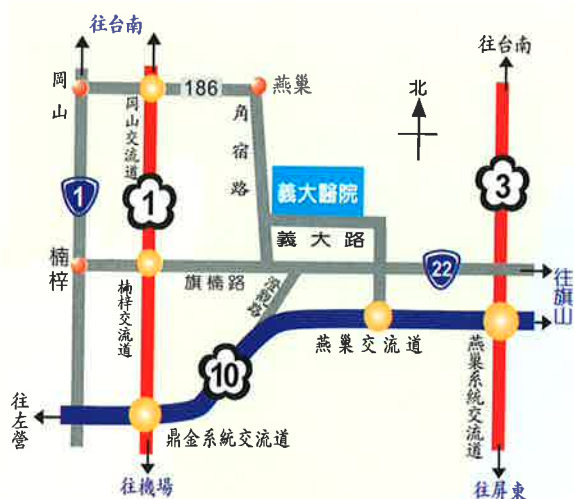 往台南
往台南
岡山
186
燕巢
北
岡山交流道
角宿路
義大醫院
1
1
3
義大路
楠梓
旗楠路
22
往旗山
楠梓交流道
燕巢交流道
燕巢系統交流道
10
往左營
鼎金系統交流道
往機場
往屏東